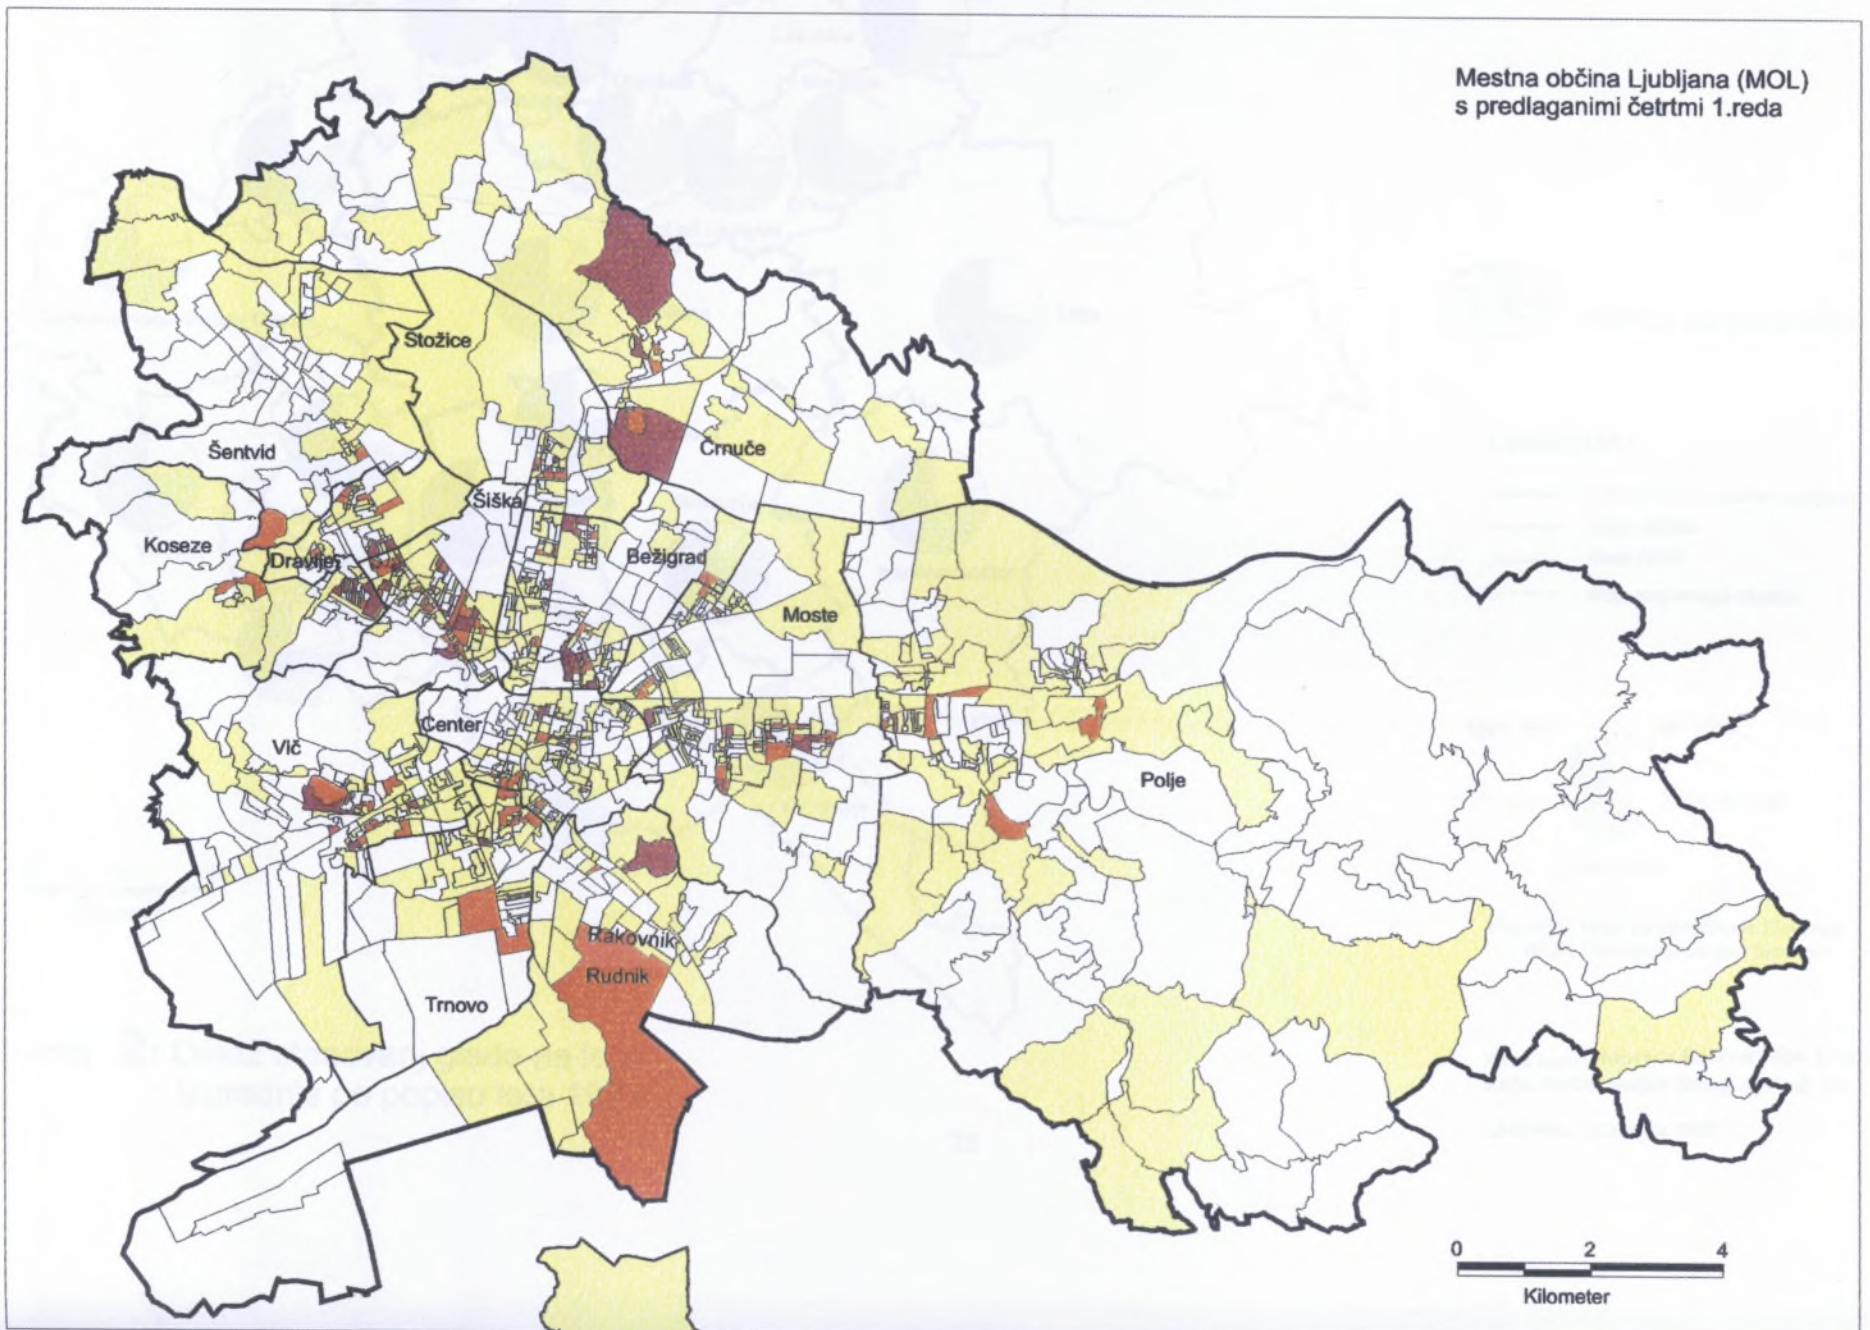 Mestna občina Ljubljana (MOL)
s predlaganimi četrtmi 1.reda
Stožice
Šentvid
Črnuče
Šiška
Koseze
Dravlje
Bežigrad
Moste
Center
Vič
Polje
Rakovnik
Rudnik
Trnovo
0 2 4
Kilometer